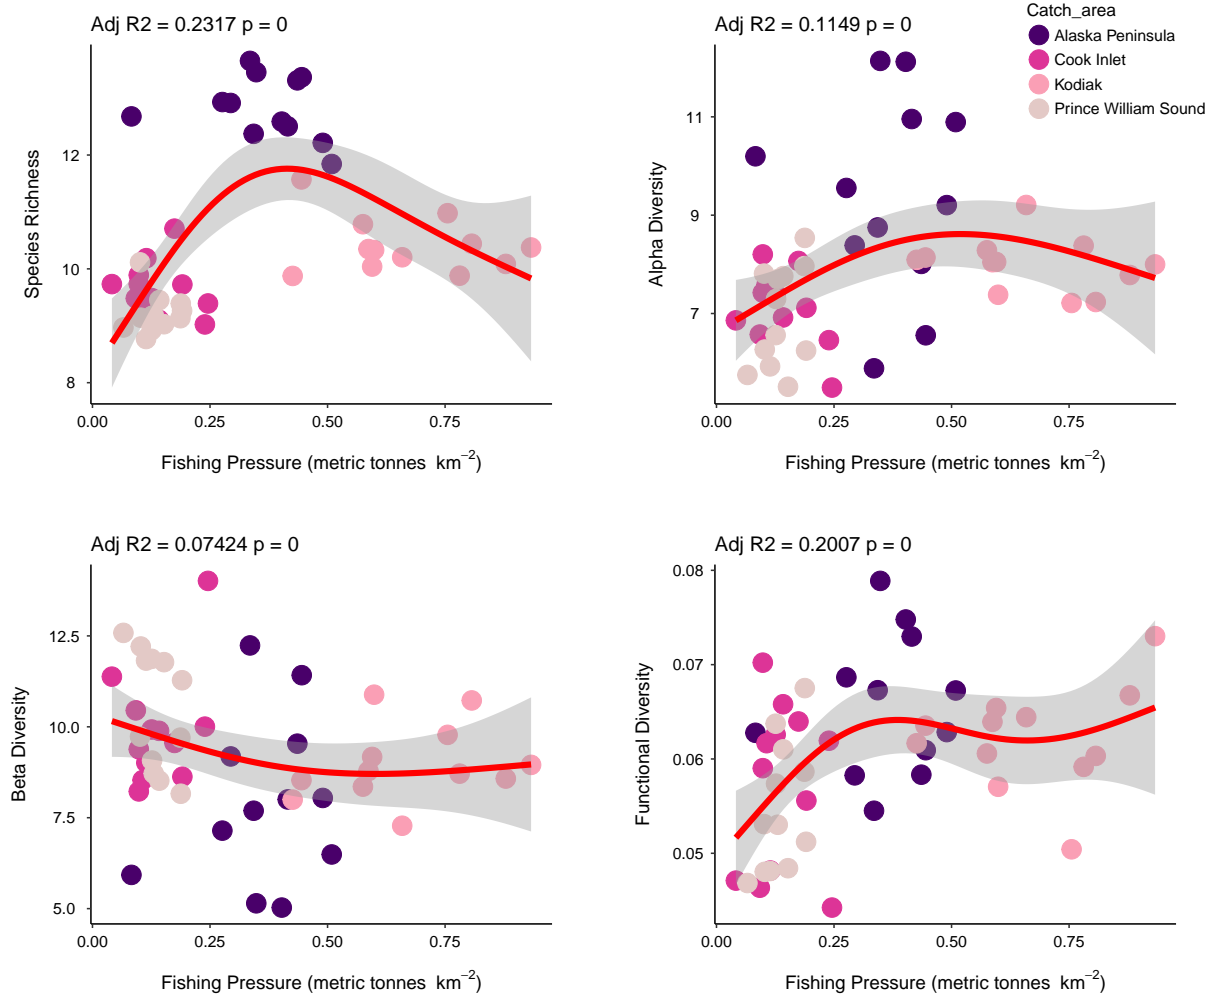 Adj R2 = 0.2317 p = 0
Species Richness
12
10
8
0.00 0.25 0.50 0.75
Fishing Pressure (metric tonnes km−2)
Adj R2 = 0.1149 p = 0
Catch_area
Alaska Peninsula
Cook Inlet
Kodiak
Prince William Sound
Alpha Diversity
11
9
7
0.00 0.25 0.50 0.75
Fishing Pressure (metric tonnes km−2)
Adj R2 = 0.07424 p = 0
Beta Diversity
12.5
10.0
7.5
5.0
0.00 0.25 0.50 0.75
Fishing Pressure (metric tonnes km−2)
Adj R2 = 0.2007 p = 0
Functional Diversity
0.08
0.07
0.06
0.05
0.00 0.25 0.50 0.75
Fishing Pressure (metric tonnes km−2)